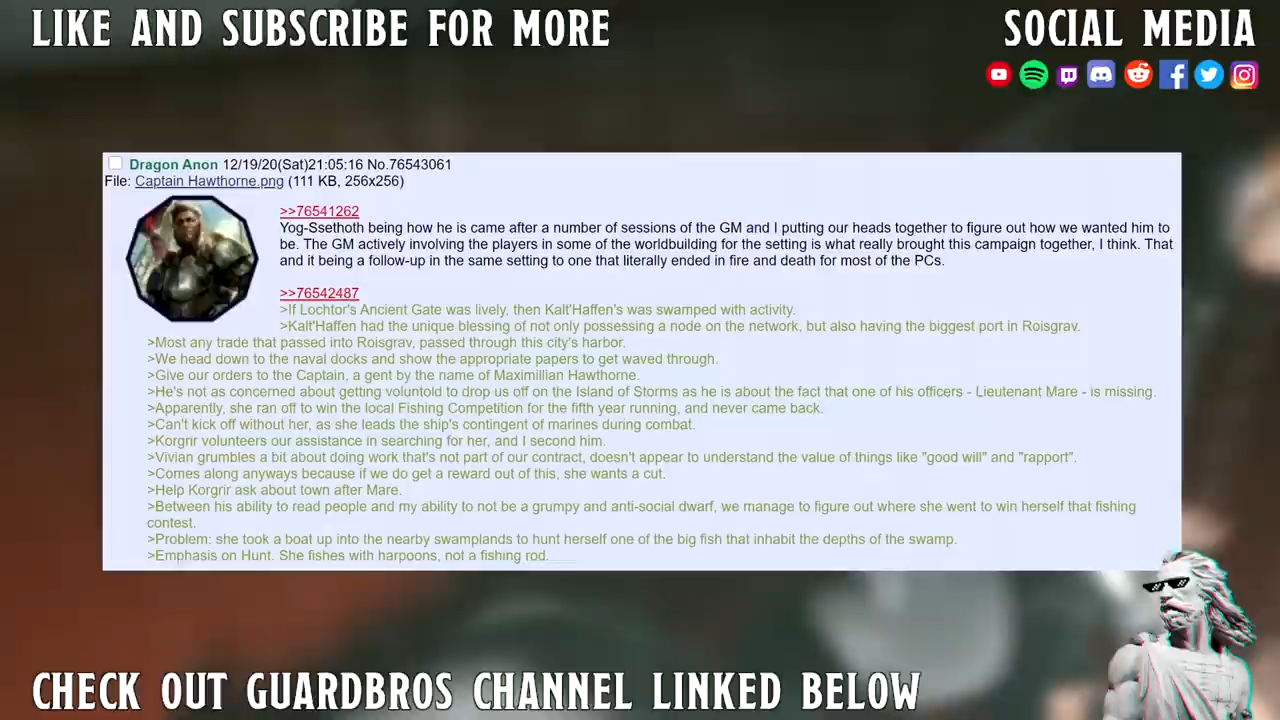 LIKE AND SUBSCRIBE FOR MORE
SOCIAL MEDIA
Dragon Anon 12/19/20(Sat)21:05:16 No.76543061
File: Captain Hawthorne.png (111 KB, 256x256)
>>76541262
Yog-Ssethoth being how he is came after a number of sessions of the GM and I putting our heads together to figure out how we wanted him to
be. The GM actively involving the players in some of the worldbuilding for the setting is what really brought this campaign together, I think. That
and it being a follow-up in the same setting to one that literally ended in fire and death for most of the PCs.
>>76542487
>If Lochtor's Ancient Gate was lively, then Kalt'Haffen's was swamped with activity.
>Kalt'Haffen had the unique blessing of not only possessing a node on the network, but also having the biggest port in Roisgrav.
>Most any trade that passed into Roisgrav, passed through this city's harbor.
>We head down to the naval docks and show the appropriate papers to get waved through.
>Give our orders to the Captain, a gent by the name of Maximillian Hawthorne.
>He's not as concerned about getting voluntold to drop us off on the Island of Storms as he is about the fact that one of his officers - Lieutenant Mare - is missing.
>Apparently, she ran off to win the local Fishing Competition for the fifth year running, and never came back.
>Can't kick off without her, as she leads the ship's contingent of marines during combat.
>Korgrir volunteers our assistance in searching for her, and I second him.
>Vivian grumbles a bit about doing work that's not part of our contract, doesn't appear to understand the value of things like "good will" and "rapport".
>Comes along anyways because if we do get a reward out of this, she wants a cut.
>Help Korgrir ask about town after Mare.
>Between his ability to read people and my ability to not be a grumpy and anti-social dwarf, we manage to figure out where she went to win herself that fishing
contest.
>Problem: she took a boat up into the nearby swamplands to hunt herself one of the big fish that inhabit the depths of the swamp.
>Emphasis on Hunt. She fishes with harpoons, not a fishing rod.
CHECK OUT GUARDBROS CHANNEL LINKED BELOW